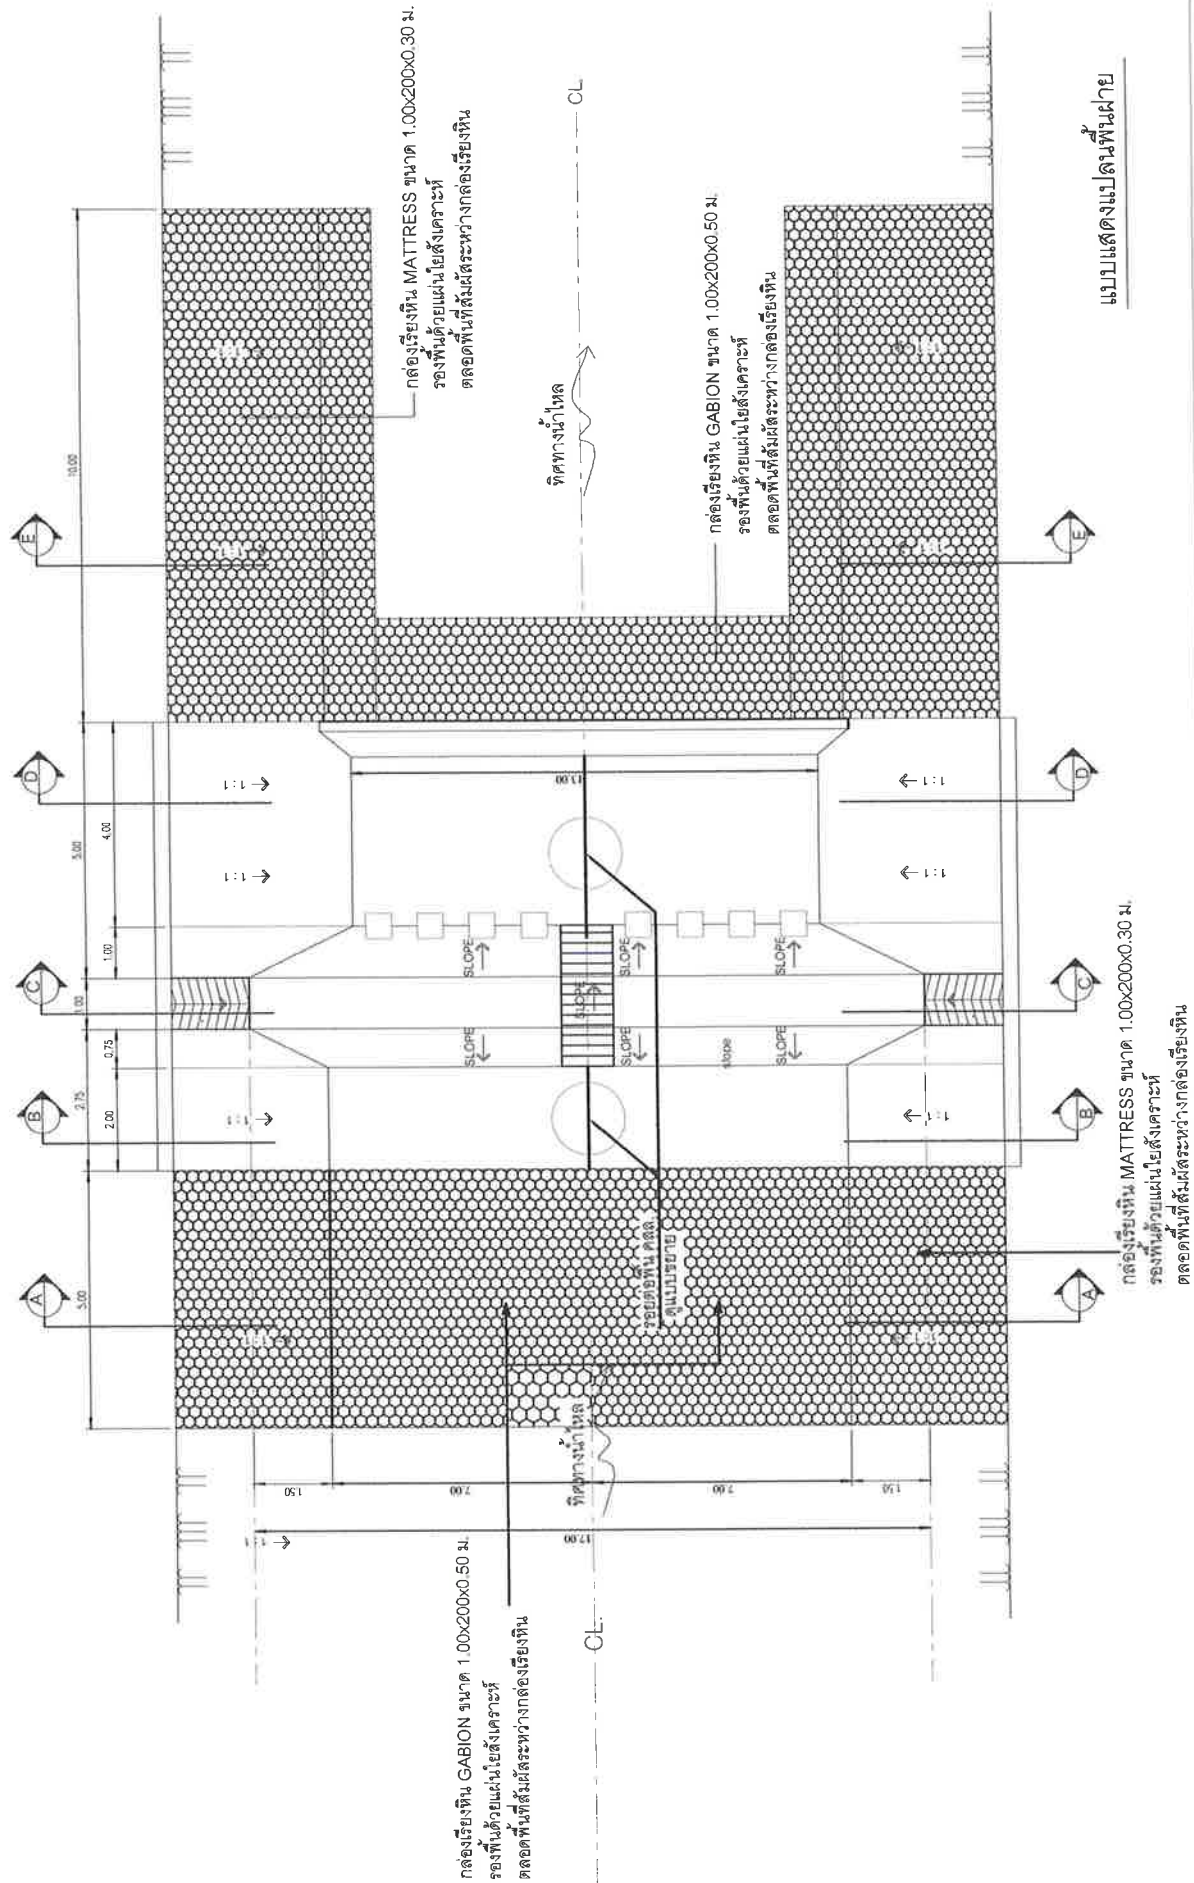 กล่องเรียงหิน MATTRESS ขนาด 1.00x200x0.30 ม.
รองพื้นด้วยแผ่นใยสังเคราะห์
ตลอดพื้นที่สัมผัสระหว่างกล่องเรียงหิน
CL
ทิศทางน้ำไหล
กล่องเรียงหิน GABION ขนาด 1.00x200x0.50 ม.
รองพื้นด้วยแผ่นใยสังเคราะห์
ตลอดพื้นที่สัมผัสระหว่างกล่องเรียงหิน
แบบแสดงแปลนพื้นฝาย
10.00
E
E
D
D
5.00
4.00
1:1
1:1
1:1
1:1
13.00
1.00
SLOPE
SLOPE
SLOPE
C
C
1.00
SLOPE
0.75
SLOPE
SLOPE
slope
SLOPE
2.75
2.00
B
B
1:1
1:1
A
A
5.00
รอยต่อพื้น คสล.
ดูแบบขยาย
กล่องเรียงหิน MATTRESS ขนาด 1.00x200x0.30 ม.
รองพื้นด้วยแผ่นใยสังเคราะห์
ตลอดพื้นที่สัมผัสระหว่างกล่องเรียงหิน
ทิศทางน้ำไหล
1.50
7.00
7.00
1.50
17.00
1:1
กล่องเรียงหิน GABION ขนาด 1.00x200x0.50 ม.
รองพื้นด้วยแผ่นใยสังเคราะห์
ตลอดพื้นที่สัมผัสระหว่างกล่องเรียงหิน
CL.